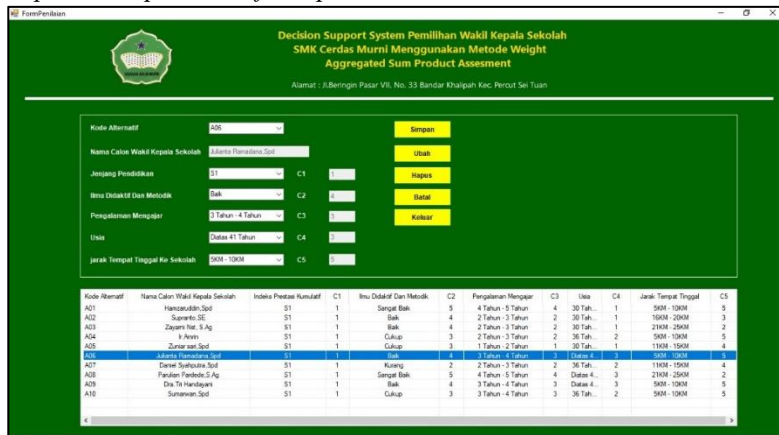 FormPenilaian
Decision Support System Pemilihan Wakil Kepala Sekolah
SMK Cerdas Murni Menggunakan Metode Weight
Aggregated Sum Product Assesment
Alamat : Jl.Beringin Pasar VII, No. 33 Bandar Khalipah Kec. Percut Sei Tuan
Kode Alternatif A06 Simpan
Nama Calon Wakil Kepala Sekolah Julianta Ramadana,Spd Ubah
Jenjang Pendidikan S1 C1 1 Hapus
Ilmu Didaktif Dan Metodik Baik C2 4 Batal
Pengalaman Mengajar 3 Tahun - 4 Tahun C3 3 Keluar
Usia Diatas 41 Tahun C4 3
jarak Tempat Tinggal Ke Sekolah 5KM - 10KM C5 5
Kode Alternatif Nama Calon Wakil Kepala Sekolah Indeks Prestasi Kumulatif C1 Ilmu Didaktif Dan Metodik C2 Pengalaman Mengajar C3 Usia C4 Jarak Tempat Tinggal C5
A01 Hamzaruddin,Spd S1 1 Sangat Baik 5 4 Tahun - 5 Tahun 4 30 Tah... 1 5KM - 10KM 5
A02 Supranto,SE S1 1 Baik 4 2 Tahun - 3 Tahun 2 30 Tah... 1 16KM - 20KM 3
A03 Zayami Nst, S.Ag S1 1 Baik 4 2 Tahun - 3 Tahun 2 30 Tah... 1 21KM - 25KM 2
A04 Ir.Amrin S1 1 Cukup 3 2 Tahun - 3 Tahun 2 36 Tah... 2 5KM - 10KM 5
A05 Zuniar sari,Spd S1 1 Cukup 3 1 Tahun - 2 Tahun 1 30 Tah... 1 11KM - 15KM 4
A06 Julianta Ramadana,Spd S1 1 Baik 4 3 Tahun - 4 Tahun 3 Diatas 4... 3 5KM - 10KM 5
A07 Daniel Syahputra,Spd S1 1 Kurang 2 2 Tahun - 3 Tahun 2 36 Tah... 2 11KM - 15KM 4
A08 Parulian Pardede,S.Ag S1 1 Sangat Baik 5 4 Tahun - 5 Tahun 4 Diatas 4... 3 21KM - 25KM 2
A09 Dra.Tri Handayani S1 1 Baik 4 3 Tahun - 4 Tahun 3 Diatas 4... 3 5KM - 10KM 5
A10 Sumarwan,Spd S1 1 Cukup 3 3 Tahun - 4 Tahun 3 36 Tah... 2 5KM - 10KM 5